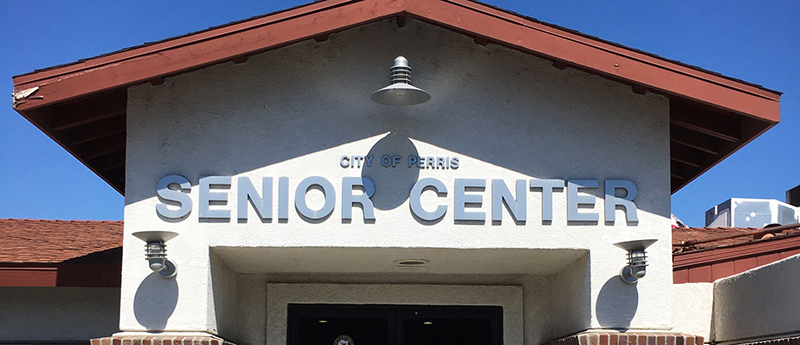 CITY OF PERRIS
SENIOR CENTER